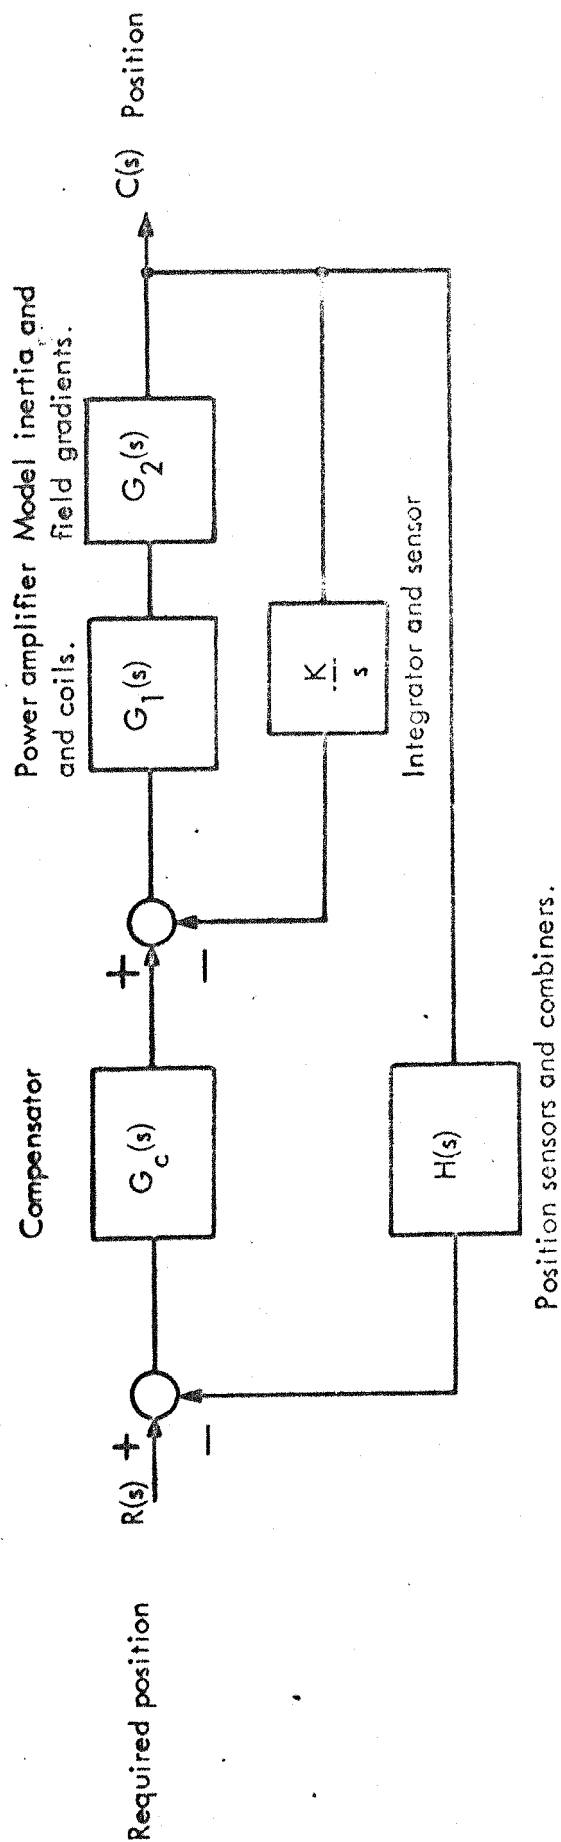 Required position
R(s)
+
−
Compensator
G_c(s)
+
−
Power amplifier
and coils.
G_1(s)
Model inertia and
field gradients.
G_2(s)
C(s) Position
K
s
Integrator and sensor
H(s)
Position sensors and combiners.